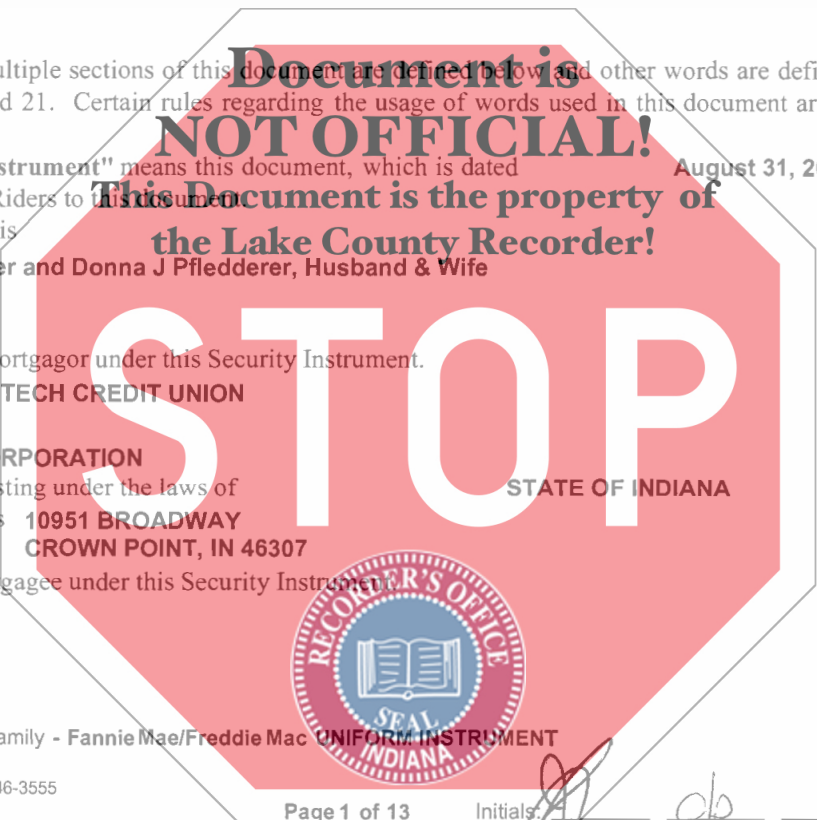 Document is
ultiple sections of this document are defined below and other words are defi
d 21. Certain rules regarding the usage of words used in this document ar
NOT OFFICIAL!
strument" means this document, which is dated August 31, 20
This Document is the property of
Riders to this document.
is
the Lake County Recorder!
er and Donna J Pfledderer, Husband & Wife
STOP
ortgagor under this Security Instrument.
TECH CREDIT UNION
RPORATION
sting under the laws of STATE OF INDIANA
s 10951 BROADWAY
CROWN POINT, IN 46307
gagee under this Security Instrument.
RECORDER'S OFFICE
SEAL
INDIANA
amily - Fannie Mae/Freddie Mac UNIFORM INSTRUMENT
46-3555
Page 1 of 13 Initials: